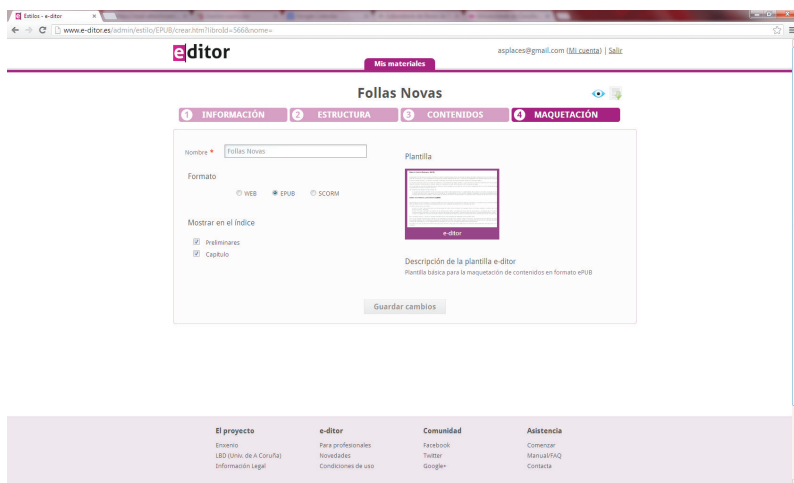 Estilos - e-ditor
www.e-ditor.es/admin/estilo/EPUB/crear.htm?libroId=566&nome=
editor
Mis materiales
asplaces@gmail.com (Mi cuenta) | Salir
Follas Novas
1 INFORMACIÓN 2 ESTRUCTURA 3 CONTENIDOS 4 MAQUETACIÓN
Nombre *
Follas Novas
Formato
WEB EPUB SCORM
Mostrar en el índice
Preliminares
Capítulo
Plantilla
e-ditor
Descripción de la plantilla e-ditor
Plantilla básica para la maquetación de contenidos en formato ePUB
Guardar cambios
El proyecto
Enxenio
LBD (Univ. de A Coruña)
Información Legal
e-ditor
Para profesionales
Novedades
Condiciones de uso
Comunidad
Facebook
Twitter
Google+
Asistencia
Comenzar
Manual/FAQ
Contacta